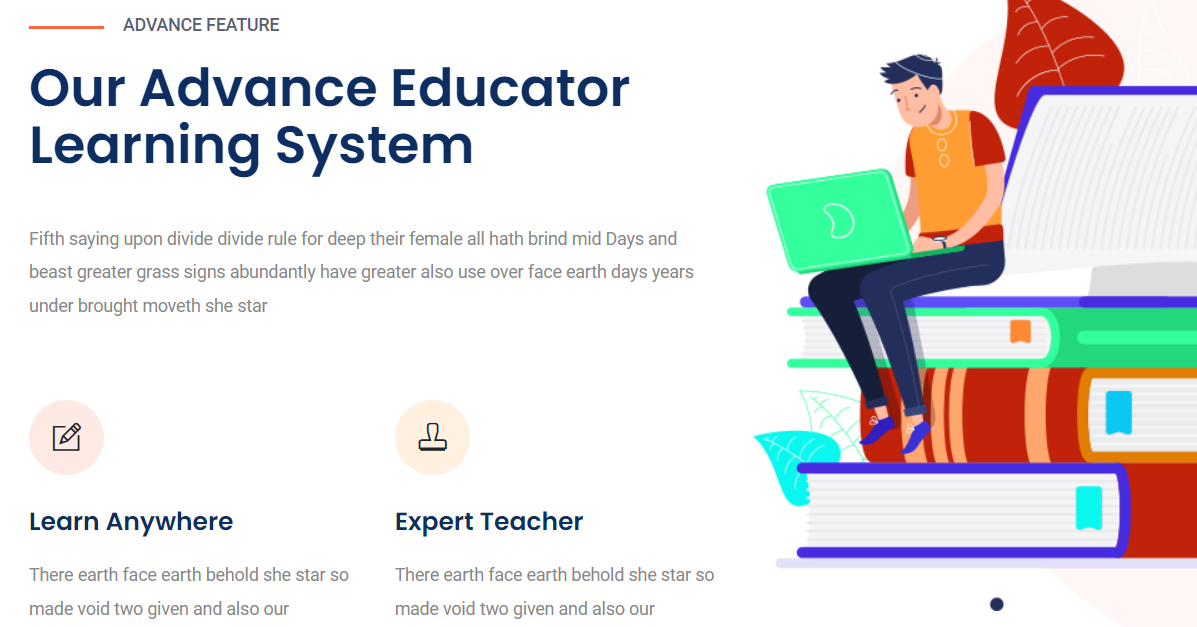 ADVANCE FEATURE
Our Advance Educator
Learning System
Fifth saying upon divide divide rule for deep their female all hath brind mid Days and
beast greater grass signs abundantly have greater also use over face earth days years
under brought moveth she star
Learn Anywhere
There earth face earth behold she star so
made void two given and also our
Expert Teacher
There earth face earth behold she star so
made void two given and also our